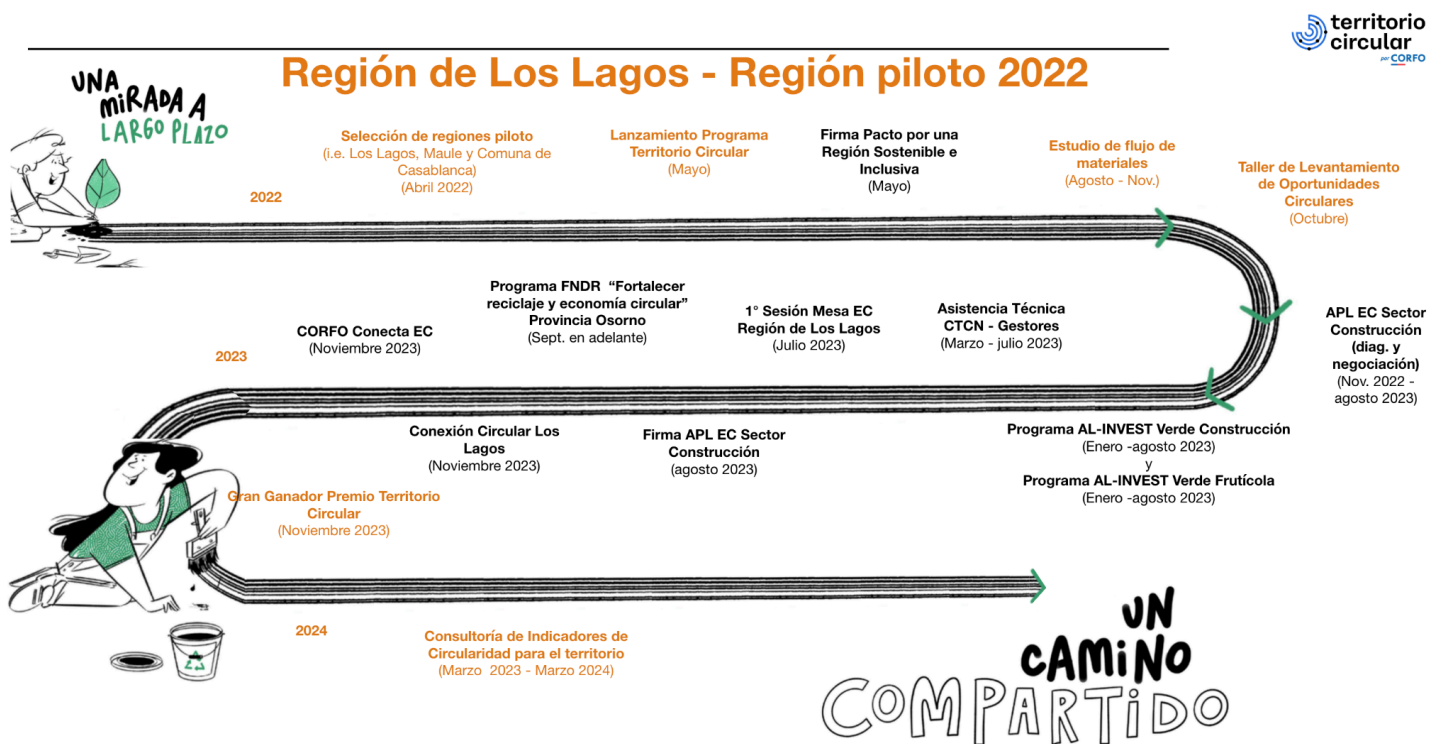 territorio
circular
por CORFO
Región de Los Lagos - Región piloto 2022
UNA
MIRADA A
LARGO PLAZO
2022
Selección de regiones piloto
(i.e. Los Lagos, Maule y Comuna de
Casablanca)
(Abril 2022)
Lanzamiento Programa
Territorio Circular
(Mayo)
Firma Pacto por una
Región Sostenible e
Inclusiva
(Mayo)
Estudio de flujo de
materiales
(Agosto - Nov.)
Taller de Levantamiento
de Oportunidades
Circulares
(Octubre)
APL EC Sector
Construcción
(diag. y
negociación)
(Nov. 2022 -
agosto 2023)
Asistencia Técnica
CTCN - Gestores
(Marzo - julio 2023)
1° Sesión Mesa EC
Región de Los Lagos
(Julio 2023)
Programa FNDR “Fortalecer
reciclaje y economía circular”
Provincia Osorno
(Sept. en adelante)
CORFO Conecta EC
(Noviembre 2023)
2023
Programa AL-INVEST Verde Construcción
(Enero -agosto 2023)
y
Programa AL-INVEST Verde Frutícola
(Enero -agosto 2023)
Firma APL EC Sector
Construcción
(agosto 2023)
Conexión Circular Los
Lagos
(Noviembre 2023)
Gran Ganador Premio Territorio
Circular
(Noviembre 2023)
2024
Consultoría de Indicadores de
Circularidad para el territorio
(Marzo 2023 - Marzo 2024)
UN
CAMINO
COMPARTIDO